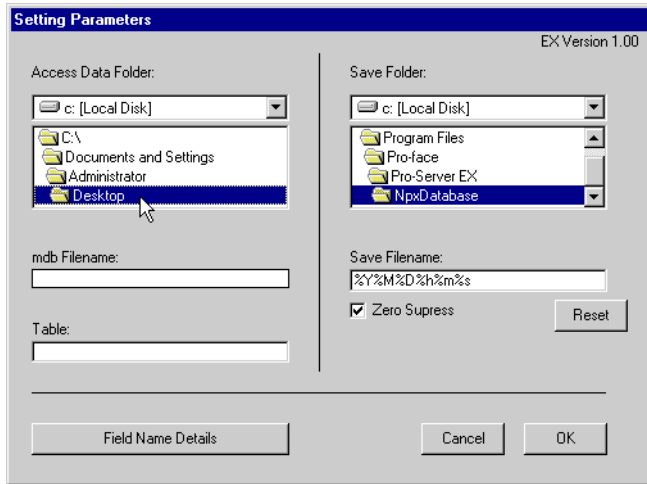 Setting Parameters
EX Version 1.00
Access Data Folder:
c: [Local Disk]
C:\
Documents and Settings
Administrator
Desktop
mdb Filename:
Table:
Save Folder:
c: [Local Disk]
Program Files
Pro-face
Pro-Server EX
NpxDatabase
Save Filename:
%Y%M%D%h%m%s
Zero Supress
Reset
Field Name Details
Cancel
OK